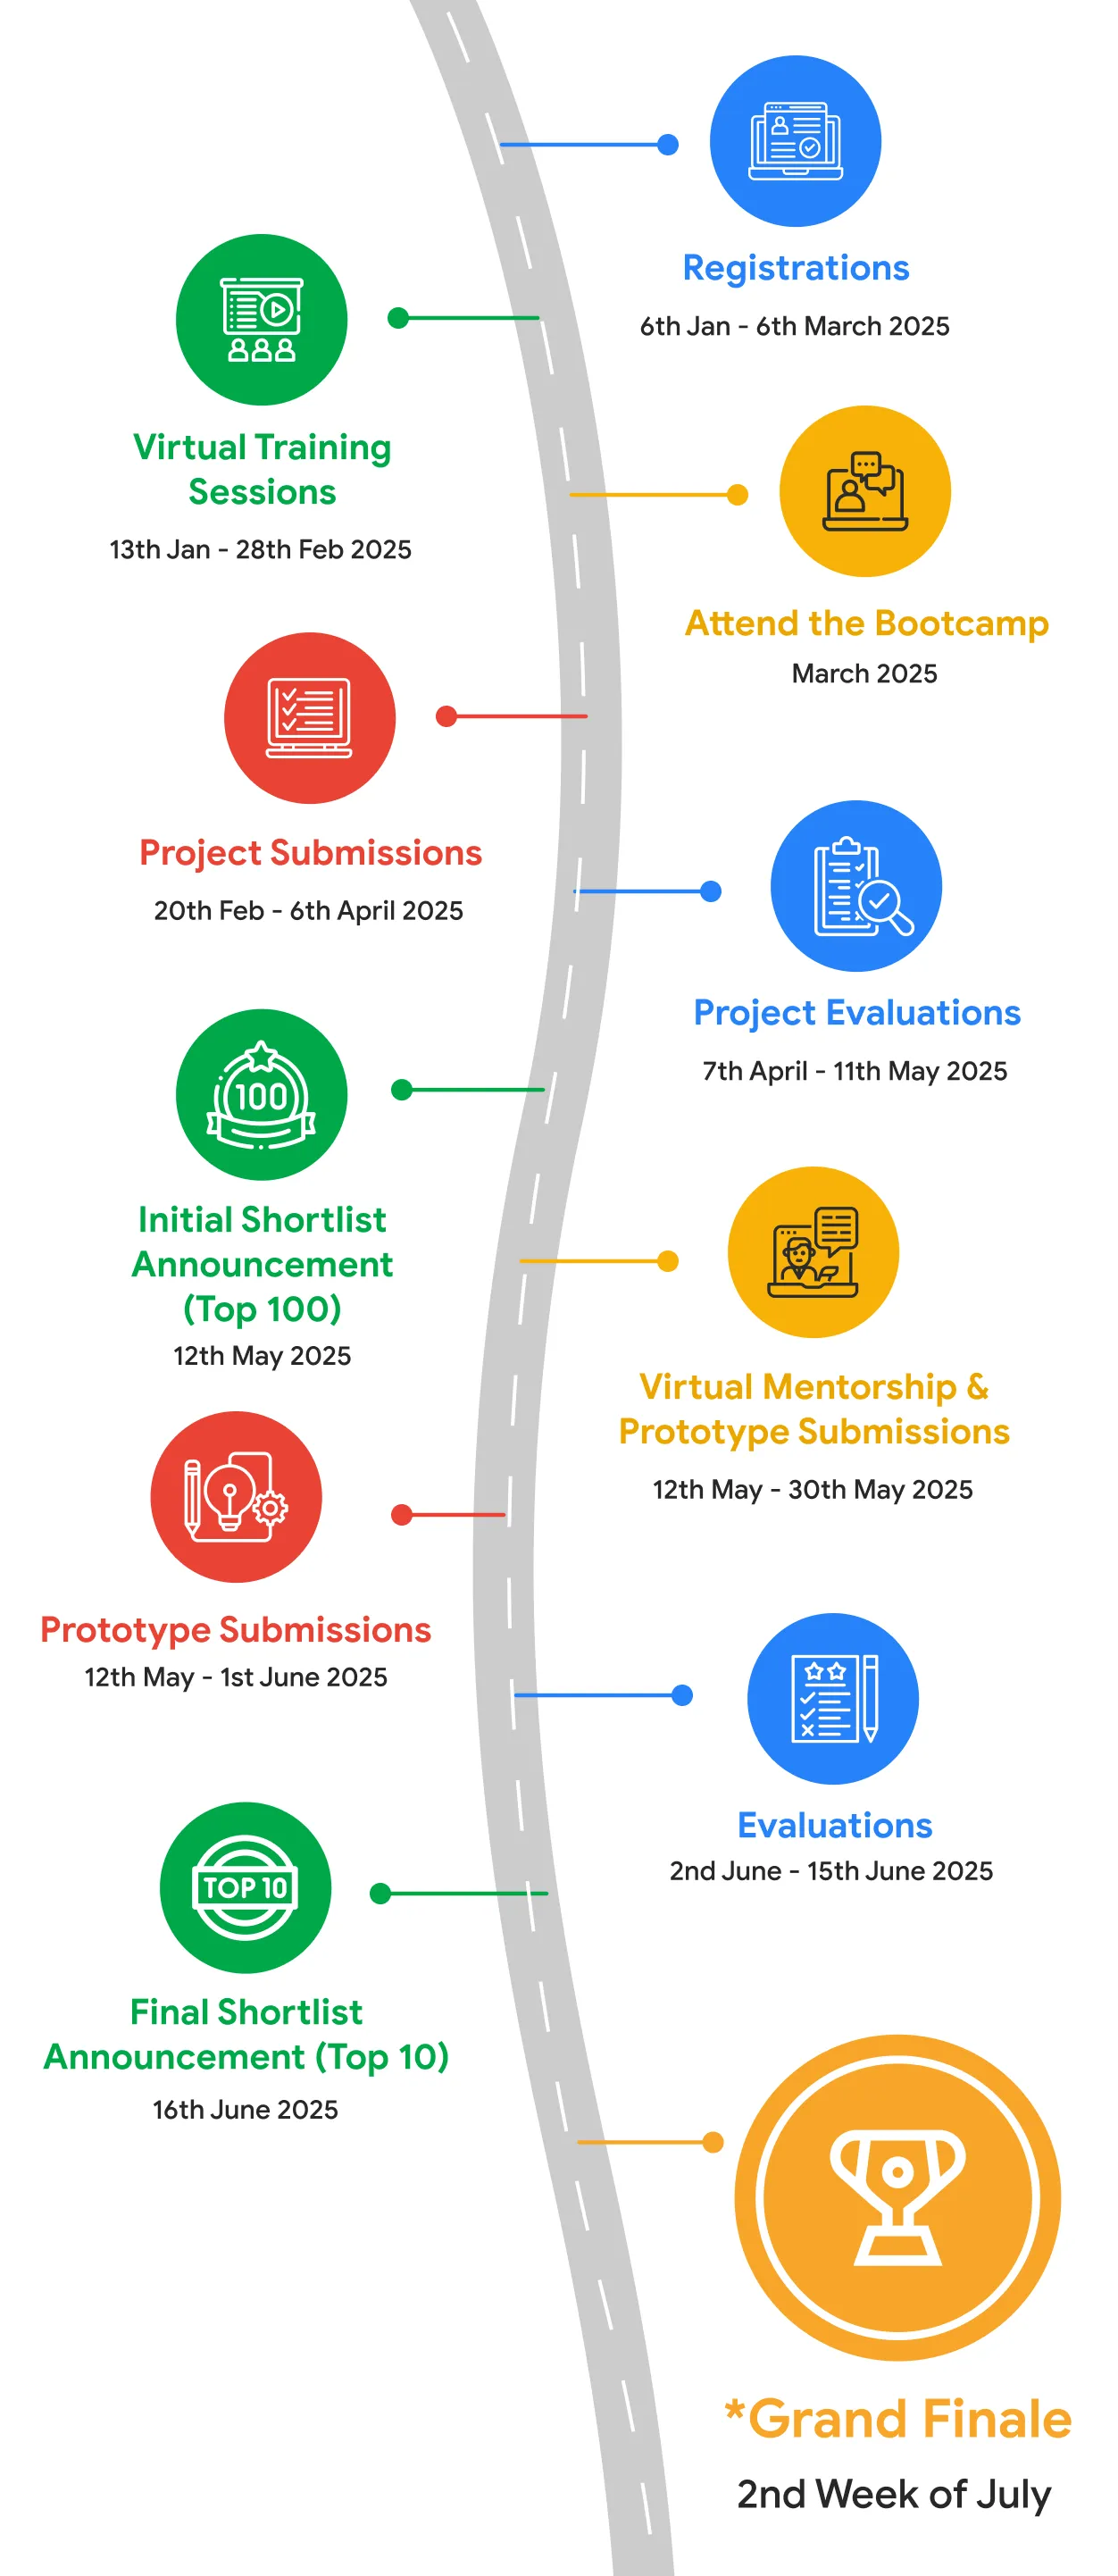 Registrations
6th Jan - 6th March 2025
Virtual Training
Sessions
13th Jan - 28th Feb 2025
Attend the Bootcamp
March 2025
Project Submissions
20th Feb - 6th April 2025
Project Evaluations
7th April - 11th May 2025
100
Initial Shortlist
Announcement
(Top 100)
12th May 2025
Virtual Mentorship &
Prototype Submissions
12th May - 30th May 2025
Prototype Submissions
12th May - 1st June 2025
Evaluations
2nd June - 15th June 2025
TOP 10
Final Shortlist
Announcement (Top 10)
16th June 2025
*Grand Finale
2nd Week of July